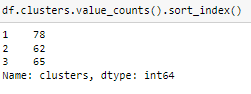 df.clusters.value_counts().sort_index()
1    78
2    62
3    65
Name: clusters, dtype: int64